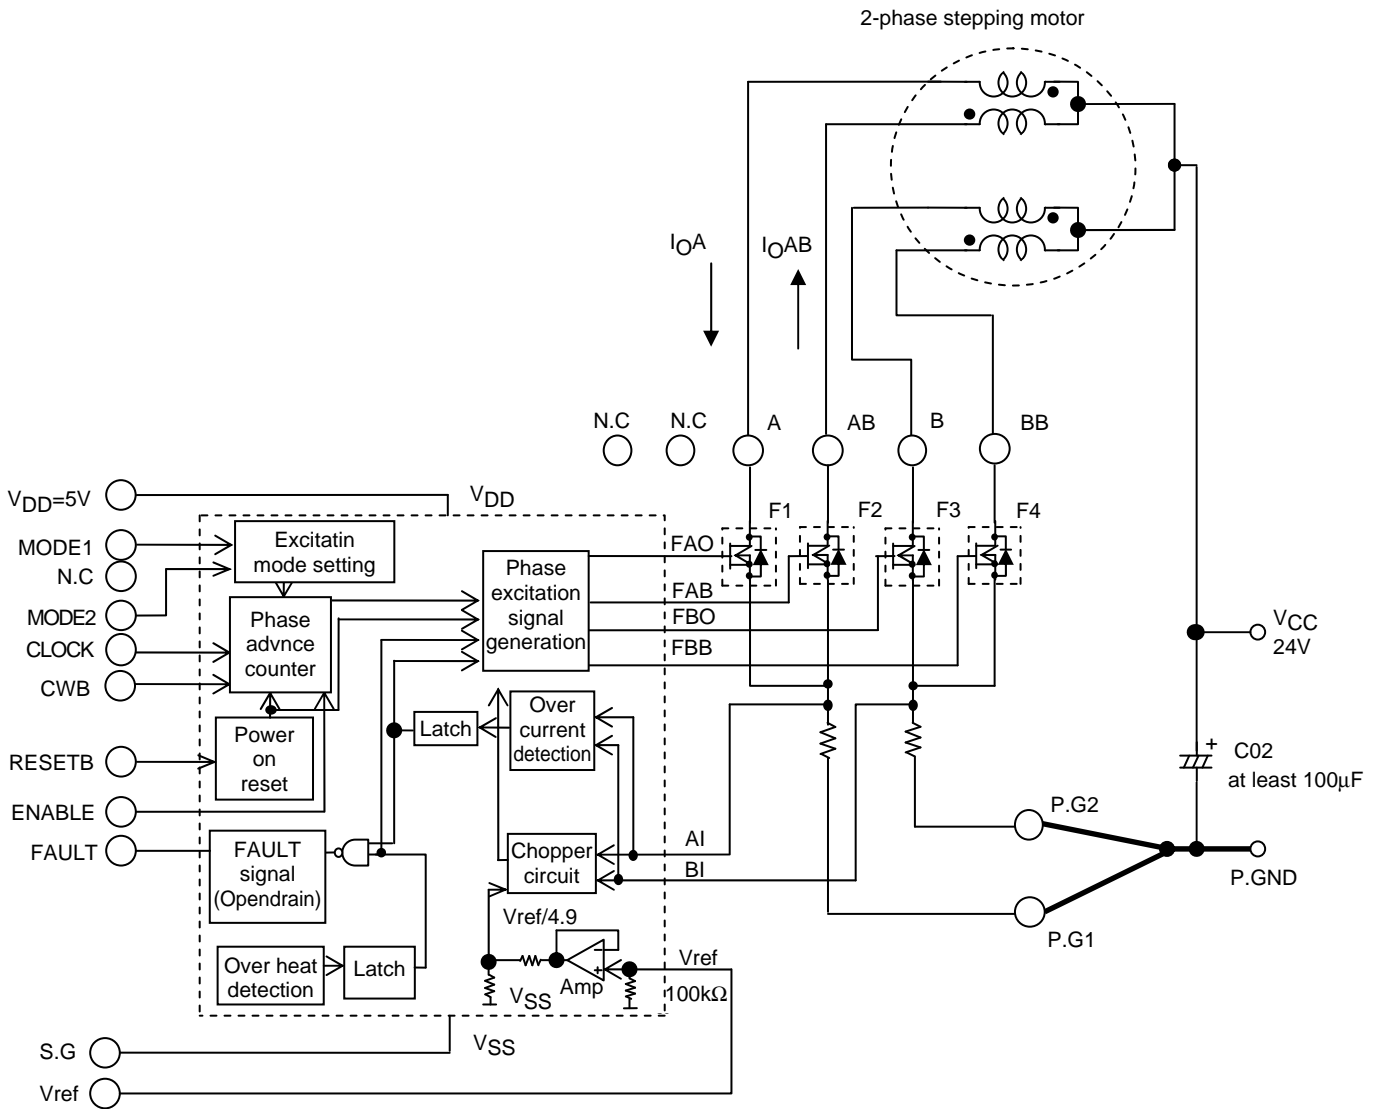 2-phase stepping motor
IOA
IOAB
N.C
N.C
A
AB
B
BB
VDD=5V
VDD
F1
F2
F3
F4
MODE1
N.C
MODE2
CLOCK
CWB
RESETB
ENABLE
FAULT
Excitatin
mode setting
Phase
advnce
counter
Power
on
reset
Phase
excitation
signal
generation
FAO
FAB
FBO
FBB
Latch
Over
current
detection
VCC
24V
+
C02
at least 100μF
P.G2
P.GND
P.G1
FAULT
signal
(Opendrain)
Chopper
circuit
AI
BI
Vref/4.9
Over heat
detection
Latch
VSS
−
+
Amp
Vref
100kΩ
VSS
S.G
Vref